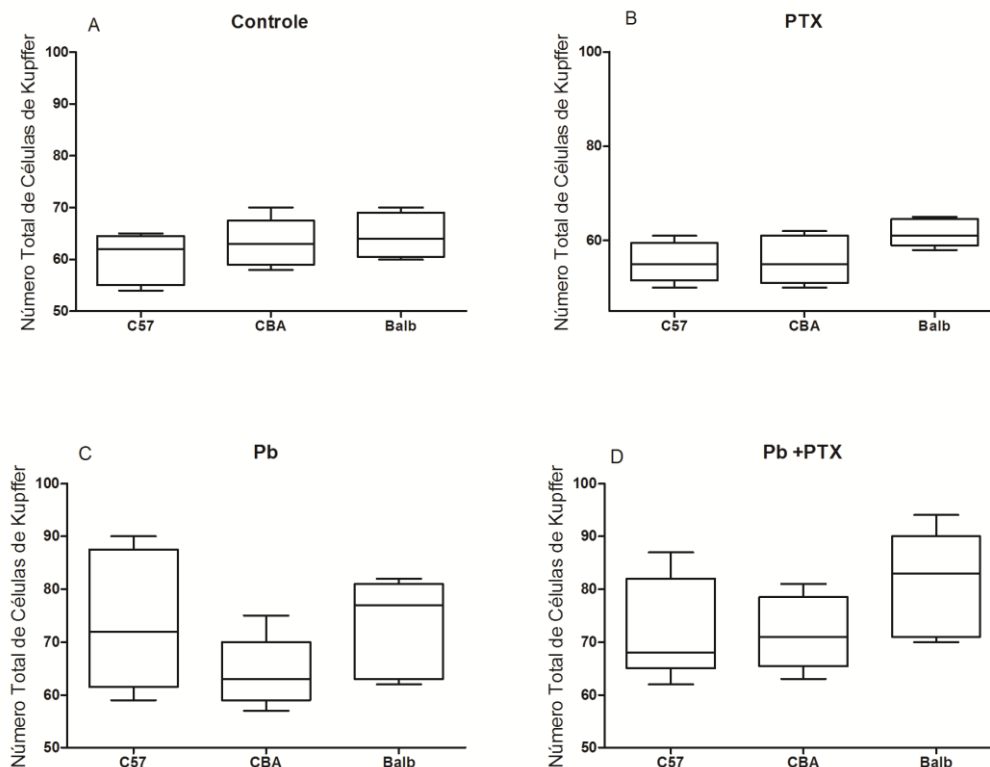 A
Controle
Número Total de Células de Kupffer
100
90
80
70
60
50
C57
CBA
Balb
B
PTX
Número Total de Células de Kupffer
100
80
60
C57
CBA
Balb
C
Pb
Número Total de Células de Kupffer
100
90
80
70
60
50
C57
CBA
Balb
D
Pb +PTX
Número Total de Células de Kupffer
100
90
80
70
60
50
C57
CBA
Balb